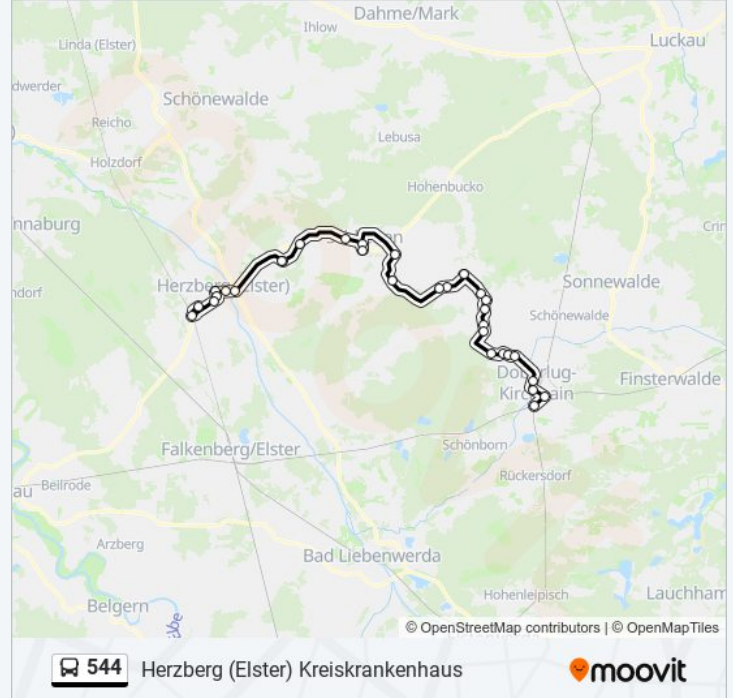 Dahme/Mark
Ihlow
Linda (Elster)
Luckau
dwerder
Schönewalde
Reicho
Lebusa
Holzdorf
Hohenbucko
nnaburg
Crin
en
Herzberg (Elster)
ndorf
Sonnewalde
Schönewalde
Doberlug-
Kirchhain
Finsterwalde
Schönborn
Falkenberg/Elster
Rückersdorf
au
Beilrode
Arzberg
Bad Liebenwerda
Hohenleipisch
Lauchham
Belgern
Elbe
© OpenStreetMap contributors | © OpenMapTiles
544 Herzberg (Elster) Kreiskrankenhaus
moovit